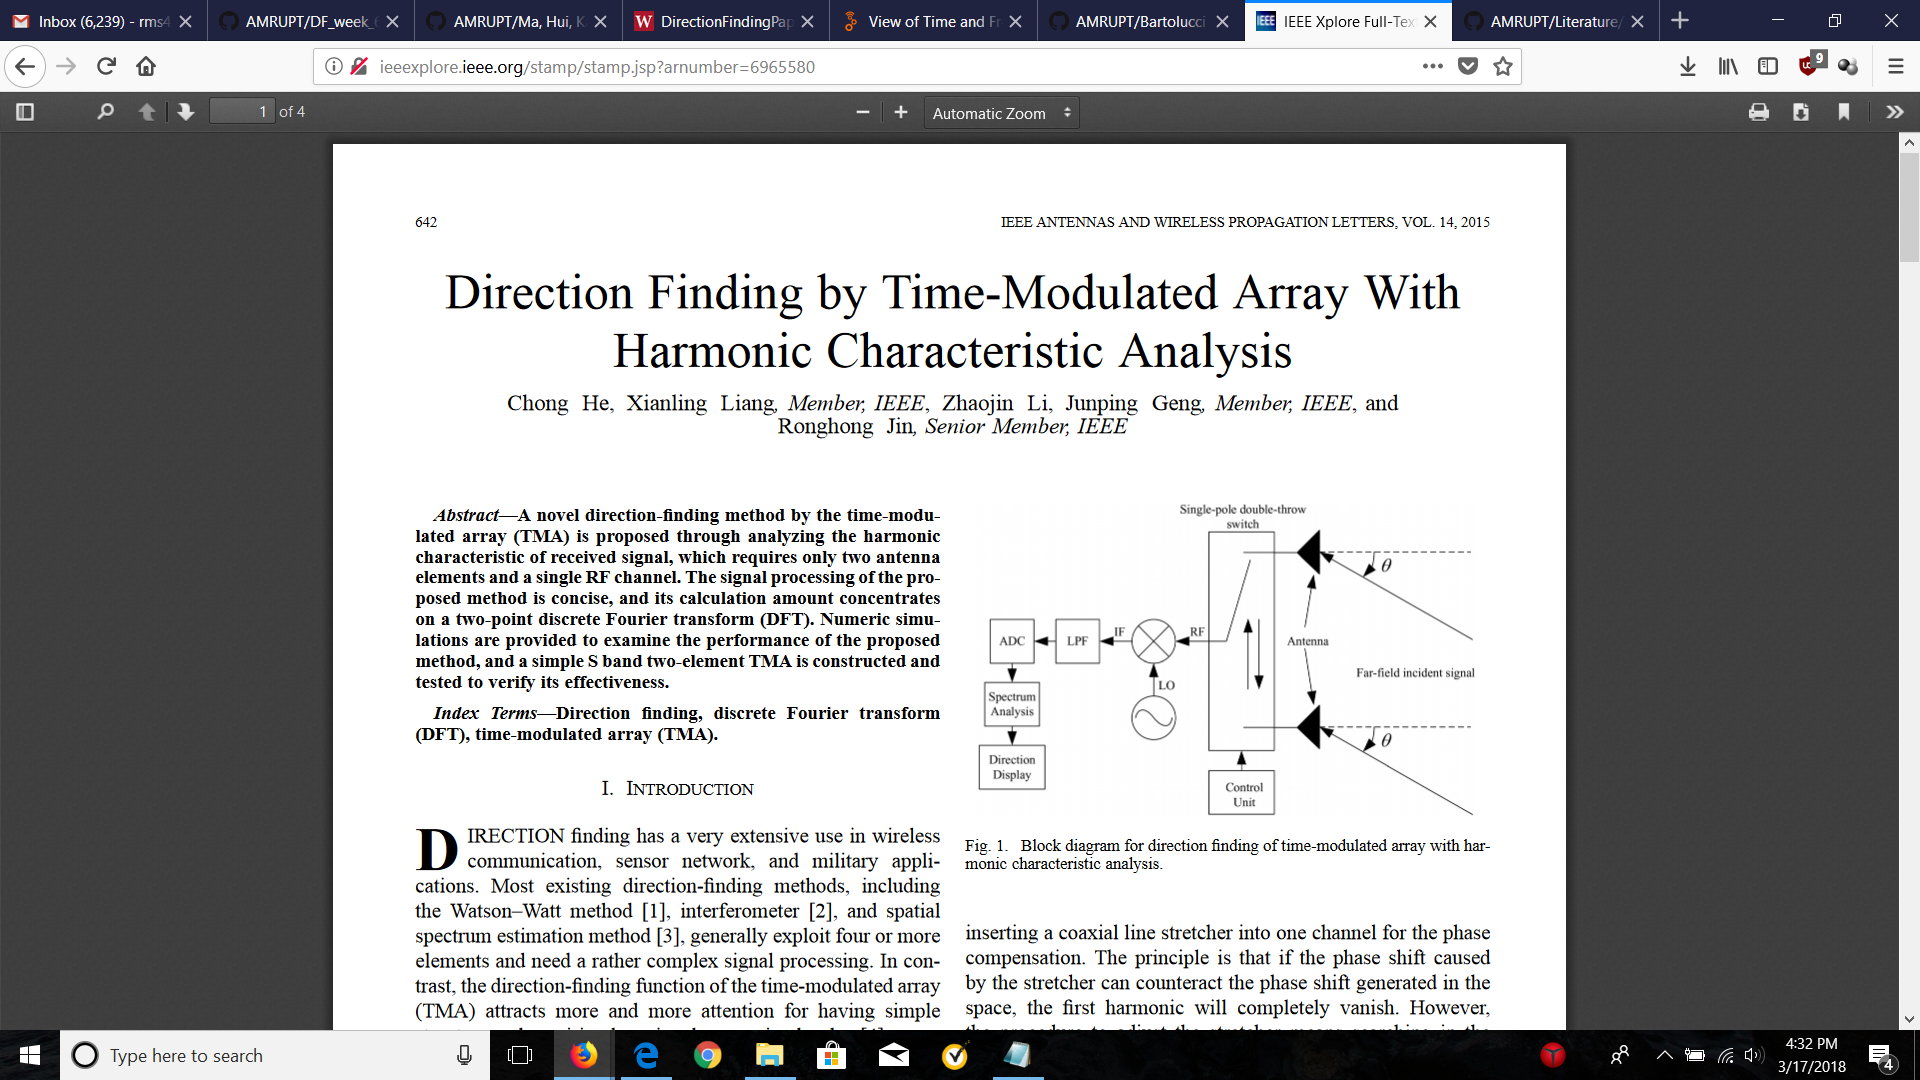 Inbox (6,239) - rms4
AMRUPT/DF_week_
AMRUPT/Ma, Hui, K
DirectionFindingPap
View of Time and Fr
AMRUPT/Bartolucci
IEEE Xplore Full-Text
AMRUPT/Literature/
ieeexplore.ieee.org/stamp/stamp.jsp?arnumber=6965580
9
1 of 4
Automatic Zoom
642
IEEE ANTENNAS AND WIRELESS PROPAGATION LETTERS, VOL. 14, 2015
Direction Finding by Time-Modulated Array With
Harmonic Characteristic Analysis
Chong He, Xianling Liang, Member, IEEE, Zhaojin Li, Junping Geng, Member, IEEE, and
Ronghong Jin, Senior Member, IEEE
Abstract—A novel direction-finding method by the time-modu-
lated array (TMA) is proposed through analyzing the harmonic
characteristic of received signal, which requires only two antenna
elements and a single RF channel. The signal processing of the pro-
posed method is concise, and its calculation amount concentrates
on a two-point discrete Fourier transform (DFT). Numeric simu-
lations are provided to examine the performance of the proposed
method, and a simple S band two-element TMA is constructed and
tested to verify its effectiveness.
Index Terms—Direction finding, discrete Fourier transform
(DFT), time-modulated array (TMA).
I. INTRODUCTION
DIRECTION finding has a very extensive use in wireless
communication, sensor network, and military appli-
cations. Most existing direction-finding methods, including
the Watson–Watt method [1], interferometer [2], and spatial
spectrum estimation method [3], generally exploit four or more
elements and need a rather complex signal processing. In con-
trast, the direction-finding function of the time-modulated array
(TMA) attracts more and more attention for having simple
Single-pole double-throw
switch
θ
ADC
LPF
IF
RF
Antenna
LO
Far-field incident signal
Spectrum
Analysis
θ
Direction
Display
Control
Unit
Fig. 1. Block diagram for direction finding of time-modulated array with har-
monic characteristic analysis.
inserting a coaxial line stretcher into one channel for the phase
compensation. The principle is that if the phase shift caused
by the stretcher can counteract the phase shift generated in the
space, the first harmonic will completely vanish. However,
Type here to search
4:32 PM
3/17/2018
4